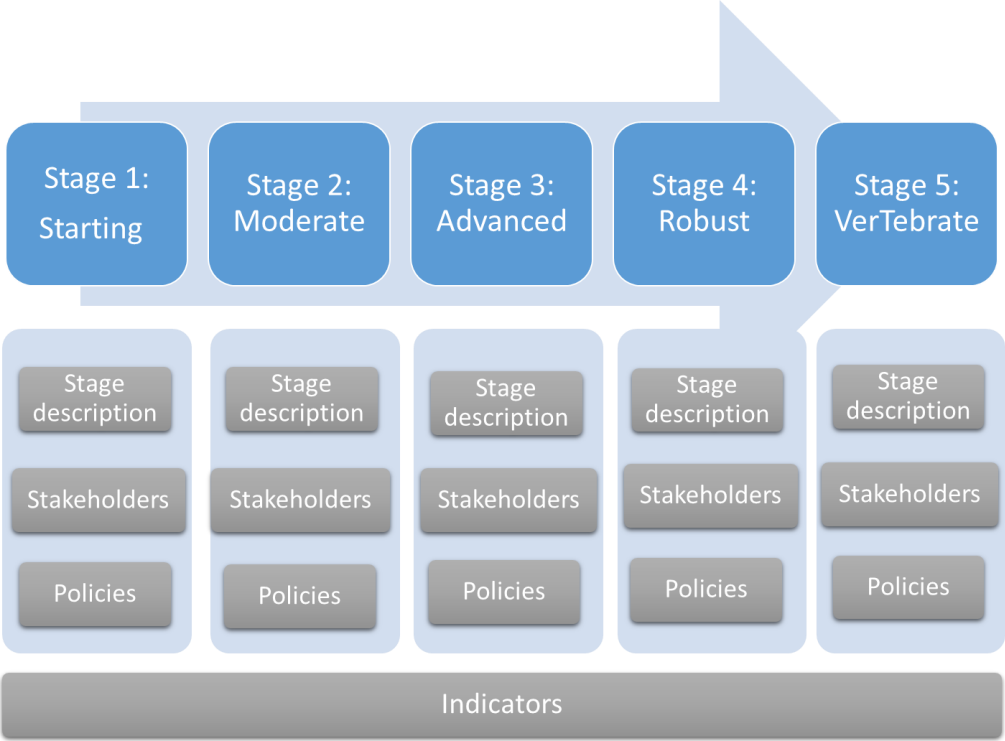 Stage 1:
Starting
Stage 2:
Moderate
Stage 3:
Advanced
Stage 4:
Robust
Stage 5:
VerTebrate
Stage
description
Stakeholders
Policies
Stage
description
Stakeholders
Policies
Stage
description
Stakeholders
Policies
Stage
description
Stakeholders
Policies
Stage
description
Stakeholders
Policies
Indicators